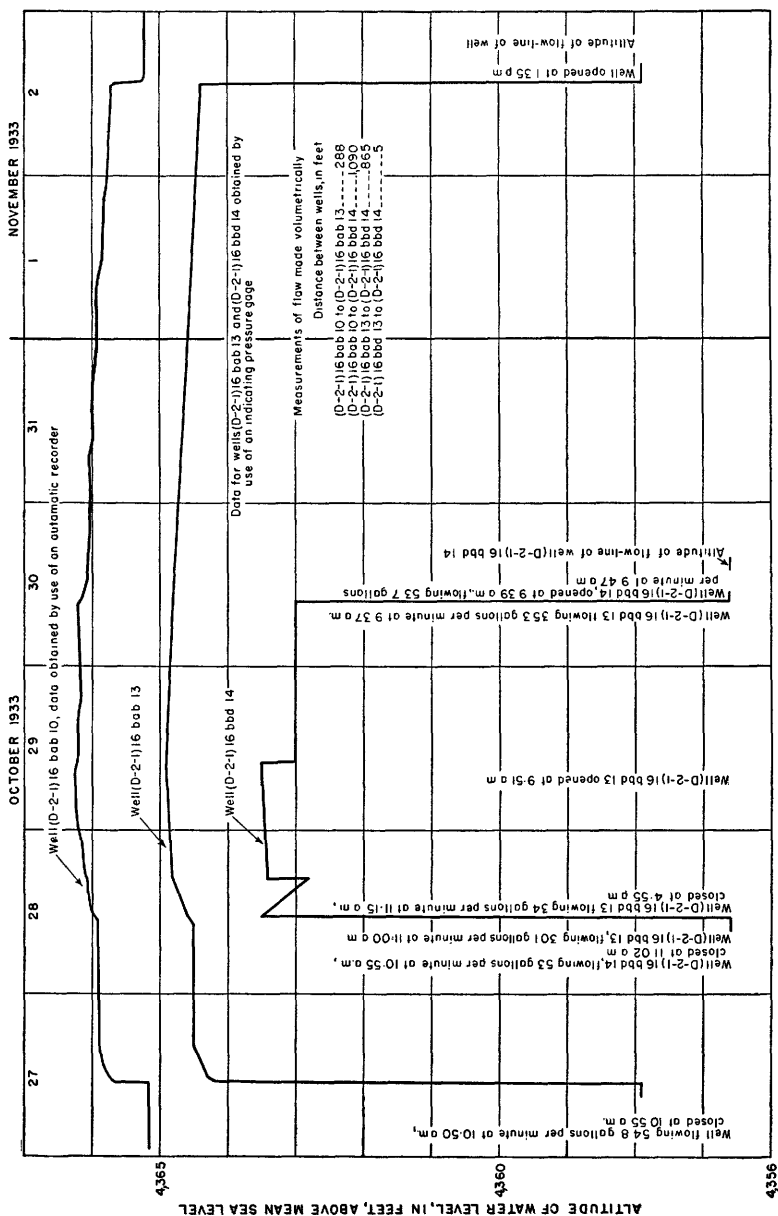 OCTOBER 1933
NOVEMBER 1933
27
28
29
30
31
1
2
ALTITUDE OF WATER LEVEL, IN FEET, ABOVE MEAN SEA LEVEL
4,365
4,360
4,356
Well (D-2-1)16 bab 10, data obtained by use of an automatic recorder
Well (D-2-1)16 bab 13
Well (D-2-1)16 bbd 14
Well flowing 54.8 gallons per minute at 10:50 a.m.,
closed at 10 55 a.m.
Well (D-2-1)16 bbd 14, flowing 53 gallons per minute at 10:55 a.m.,
closed at 11 02 a m
Well (D-2-1)16 bbd 13, flowing 30.1 gallons per minute at 11:00 a m
Well (D-2-1)16 bbd 13 flowing 34 gallons per minute at 11:15 a.m.,
closed at 4:55 p m
Well (D-2-1)16 bbd 13 opened at 9:51 a m
Well (D-2-1)16 bbd 13 flowing 35.3 gallons per minute at 9 37 a m.
Well (D-2-1)16 bbd 14, opened at 9 39 a m., flowing 53 7 gallons
per minute at 9 47 a m
Altitude of flow-line of well (D-2-1)16 bbd 14
Data for wells (D-2-1)16 bab 13 and (D-2-1)16 bbd 14 obtained by
use of an indicating pressure gage
Measurements of flaw made volumetrically
Distance between wells, in feet
(D-2-1)16 bab 10 to (D-2-1)16 bab 13------288
(D-2-1)16 bab 10 to (D-2-1)16 bbd 14----1,090
(D-2-1)16 bab 13 to (D-2-1)16 bbd 14-----865
(D-2-1)16 bbd 13 to (D-2-1)16 bbd 14-------5
Well opened at 1 35 p m
Altitude of flow-line of well